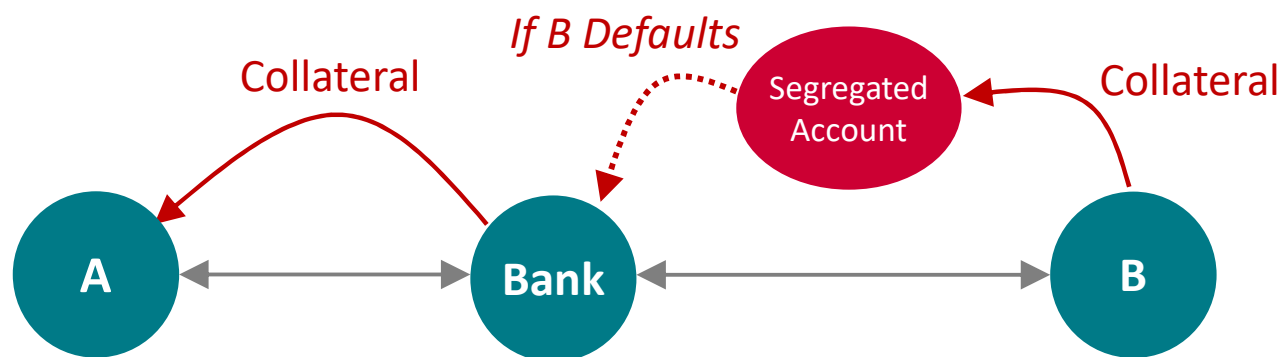 If B Defaults
Collateral
Segregated
Account
Collateral
A
Bank
B